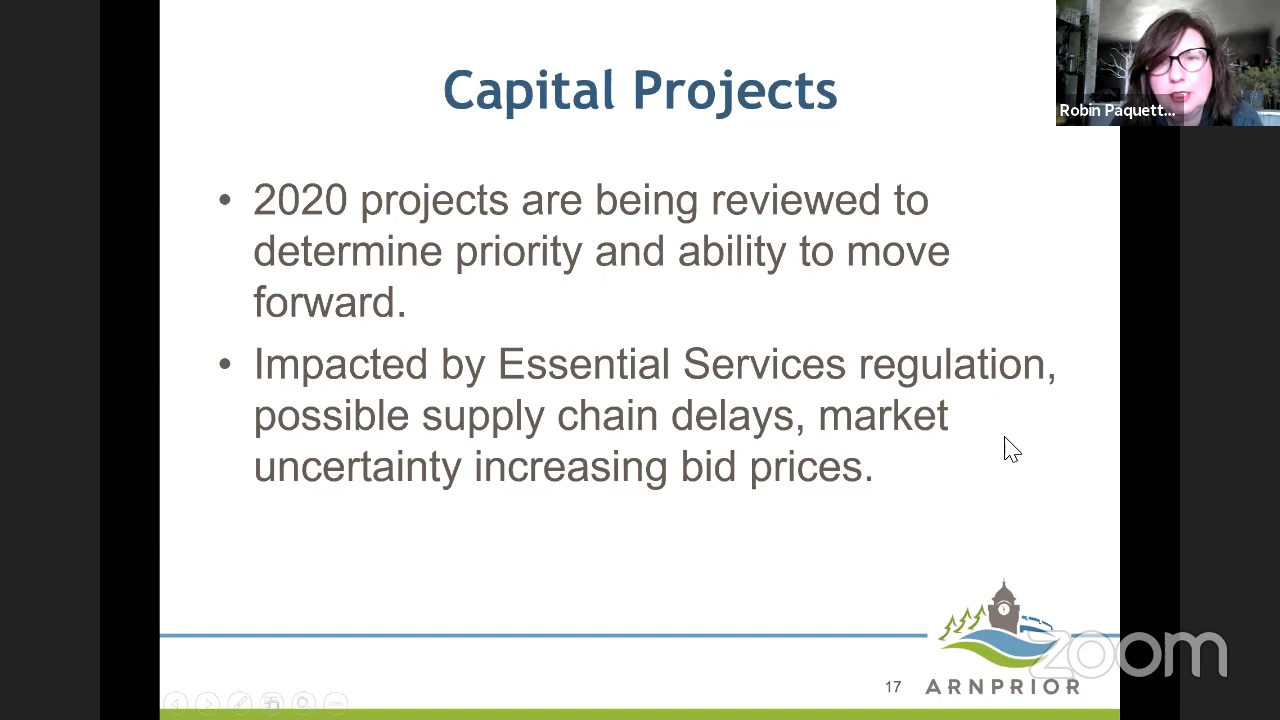 Capital Projects
Robin Paquett...
• 2020 projects are being reviewed to
determine priority and ability to move
forward.
• Impacted by Essential Services regulation,
possible supply chain delays, market
uncertainty increasing bid prices.
zoom
17
ARNPRIOR